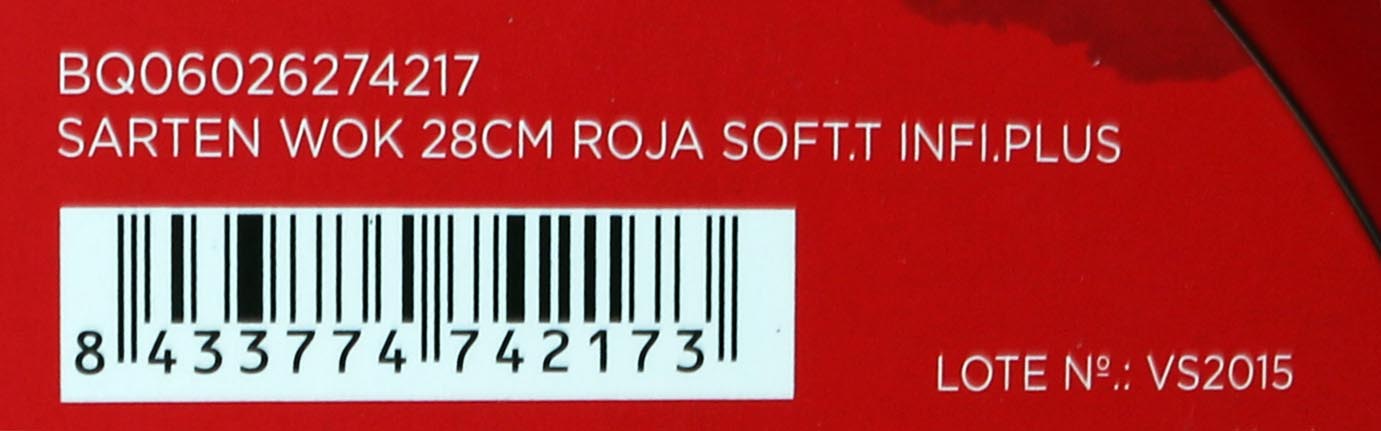 BQ06026274217
SARTEN WOK 28CM ROJA SOFT.T INFI.PLUS
8 433774 742173
LOTE Nº.: VS2015